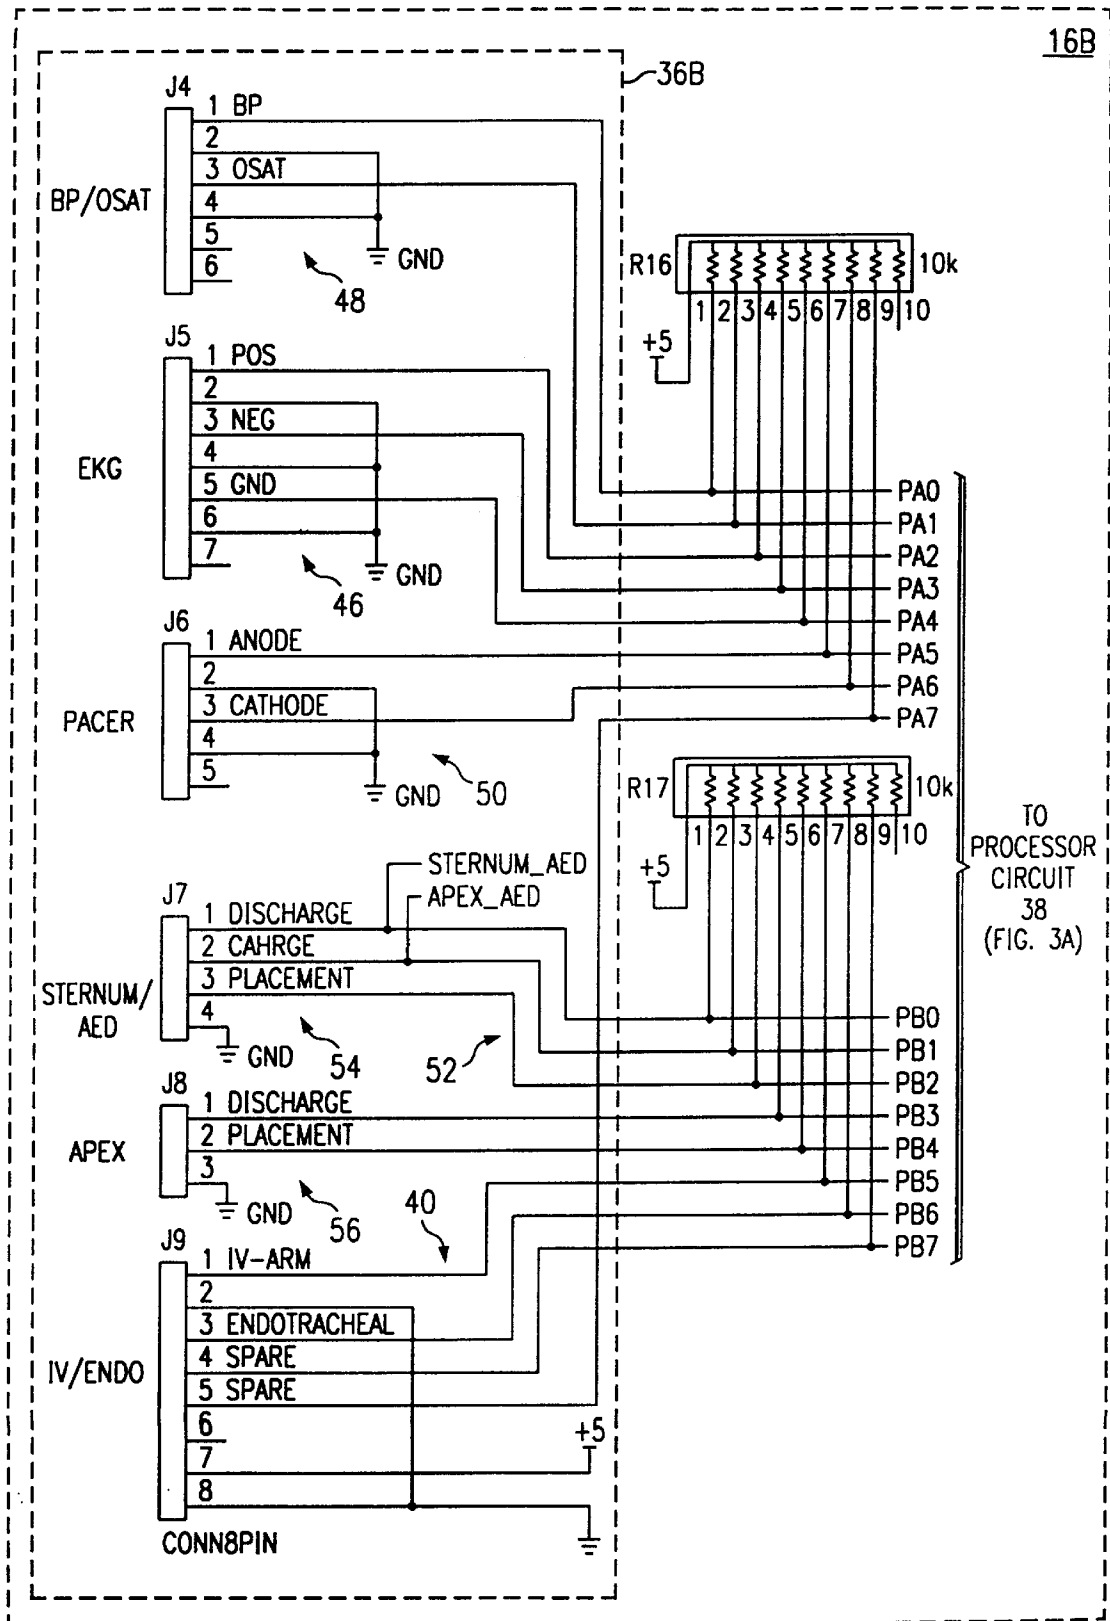 16B
36B
J4
1 BP
2
3 OSAT
4
5
6
BP/OSAT
GND
48
R16
10k
1 2 3 4 5 6 7 8 9 10
+5
J5
1 POS
2
3 NEG
4
5 GND
6
7
EKG
GND
46
PA0
PA1
PA2
PA3
PA4
PA5
PA6
PA7
J6
1 ANODE
2
3 CATHODE
4
5
PACER
GND
50
R17
10k
1 2 3 4 5 6 7 8 9 10
+5
TO
PROCESSOR
CIRCUIT
38
(FIG. 3A)
STERNUM_AED
APEX_AED
J7
1 DISCHARGE
2 CAHRGE
3 PLACEMENT
4
STERNUM/
AED
GND
54
52
PB0
PB1
PB2
PB3
PB4
PB5
PB6
PB7
J8
1 DISCHARGE
2 PLACEMENT
3
APEX
GND
56
40
J9
1 IV-ARM
2
3 ENDOTRACHEAL
4 SPARE
5 SPARE
6
7
8
IV/ENDO
+5
CONN8PIN